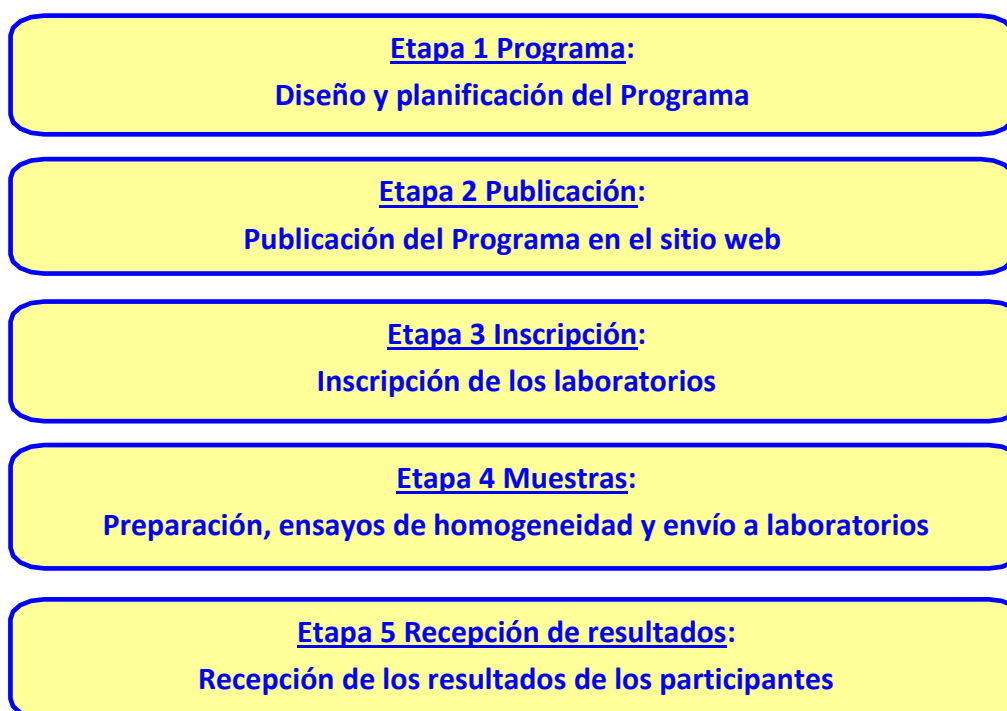 Etapa 1 Programa:
Diseño y planificación del Programa
Etapa 2 Publicación:
Publicación del Programa en el sitio web
Etapa 3 Inscripción:
Inscripción de los laboratorios
Etapa 4 Muestras:
Preparación, ensayos de homogeneidad y envío a laboratorios
Etapa 5 Recepción de resultados:
Recepción de los resultados de los participantes